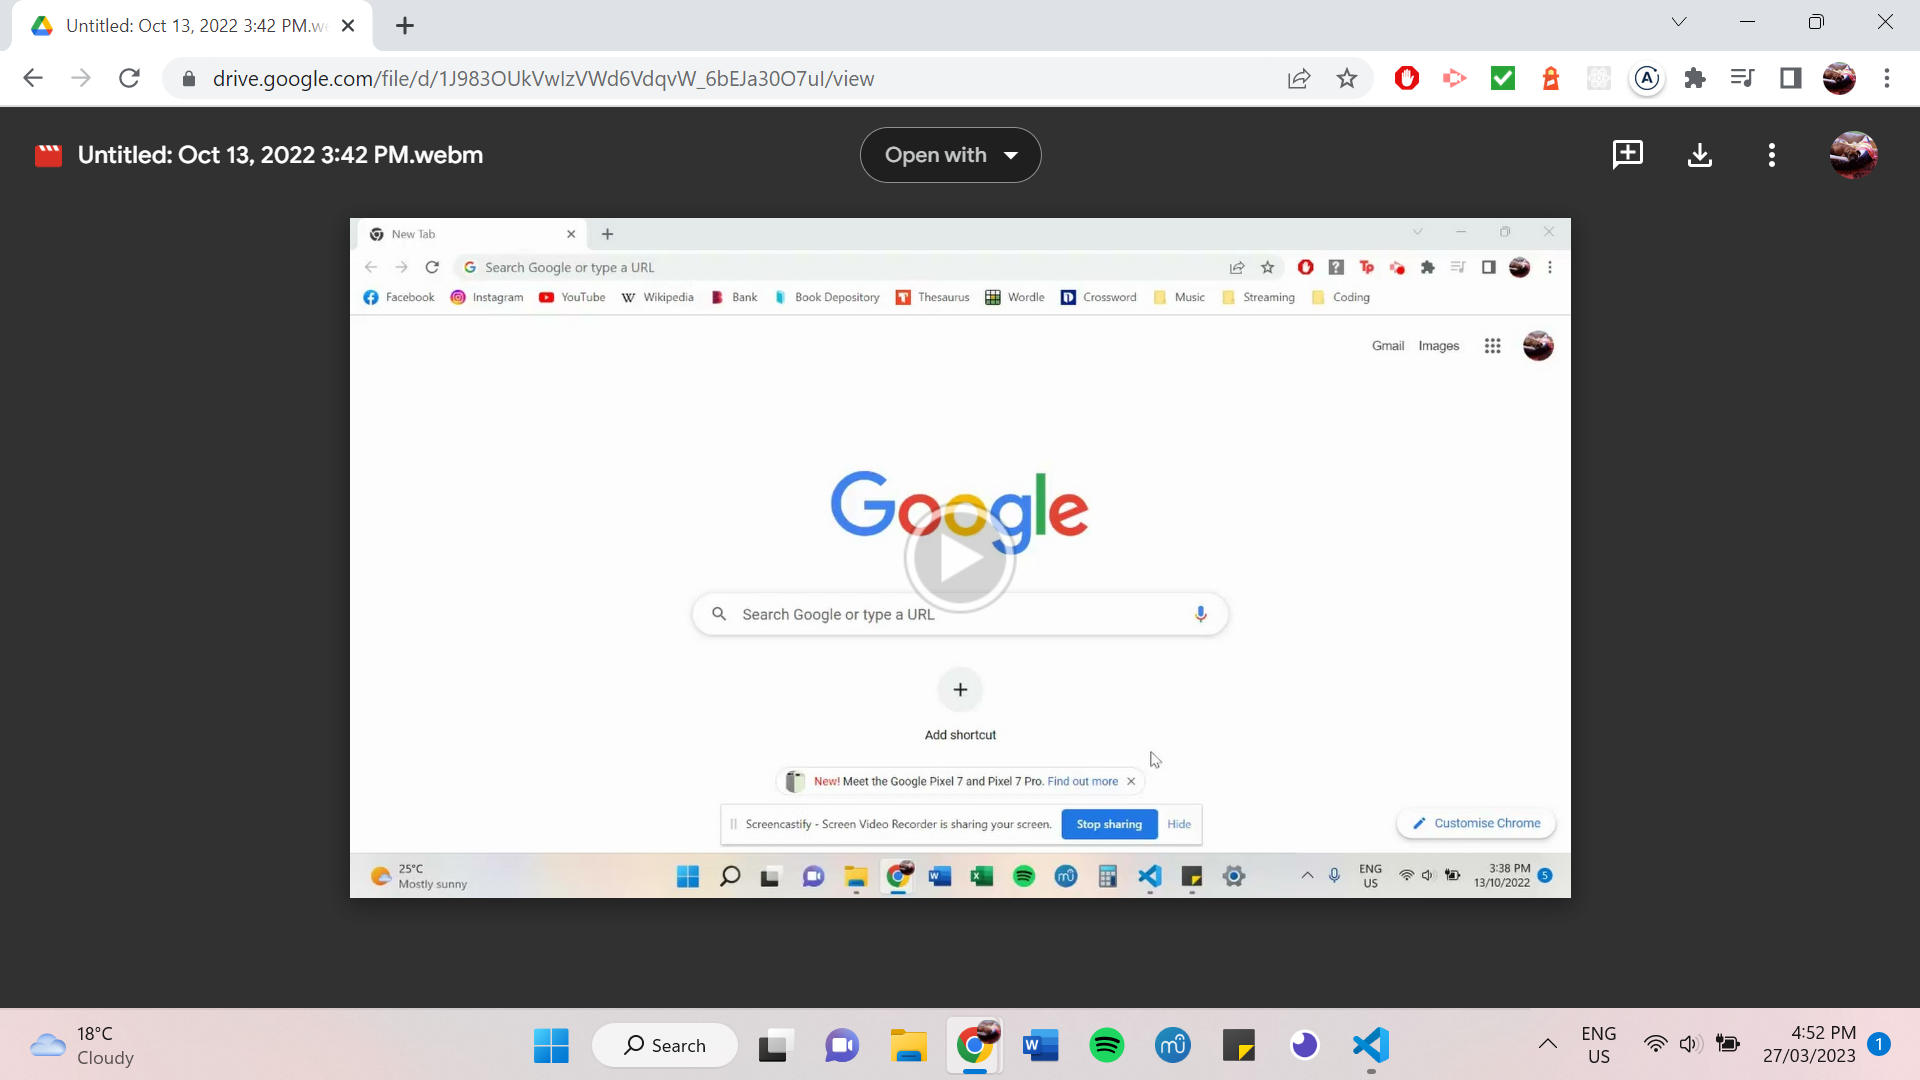 Untitled: Oct 13, 2022 3:42 PM.w
drive.google.com/file/d/1J983OUkVwIzVWd6VdqvW_6bEJa30O7uI/view
Untitled: Oct 13, 2022 3:42 PM.webm
Open with
New Tab
Search Google or type a URL
Facebook Instagram YouTube Wikipedia Bank Book Depository Thesaurus Wordle Crossword Music Streaming Coding
Gmail Images
Google
Search Google or type a URL
Add shortcut
New! Meet the Google Pixel 7 and Pixel 7 Pro. Find out more
Screencastify - Screen Video Recorder is sharing your screen. Stop sharing Hide
Customise Chrome
25°C
Mostly sunny
ENG
US
3:38 PM
13/10/2022
5
18°C
Cloudy
Search
ENG
US
4:52 PM
27/03/2023
1